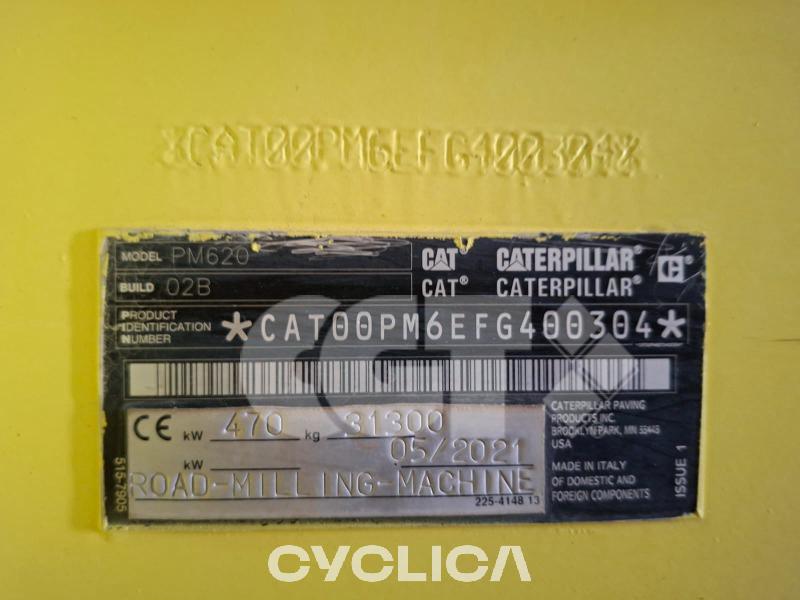 *CAT00PM6EFG400304*
MODEL PM620
BUILD 02B
CAT CATERPILLAR
CAT® CATERPILLAR®
PRODUCT IDENTIFICATION NUMBER *CAT00PM6EFG400304*
CE kW 470 kg 31300
kW 05/2021
ROAD-MILLING-MACHINE
225-4148 13
515-7905
CATERPILLAR PAVING
PRODUCTS INC.
BROOKLYN PARK, MN 55445
USA
MADE IN ITALY
OF DOMESTIC AND
FOREIGN COMPONENTS
ISSUE 1
CGT
CYCLICA